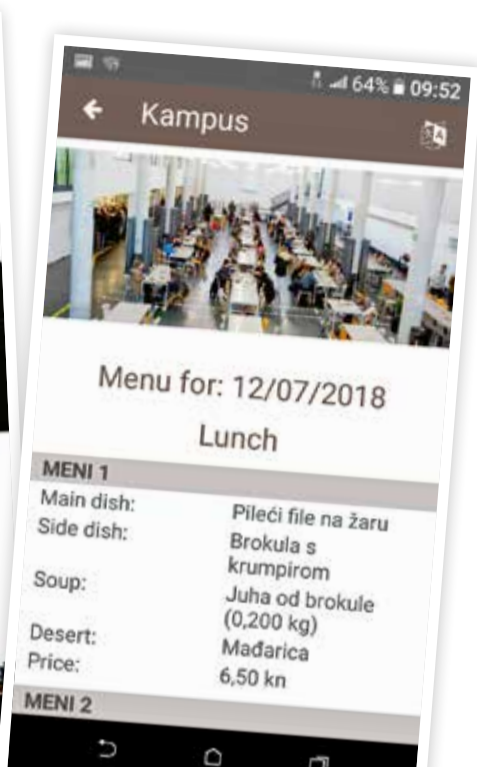 64% 09:52
Kampus
Menu for: 12/07/2018
Lunch
MENI 1
Main dish: Pileći file na žaru
Side dish: Brokula s
krumpirom
Soup: Juha od brokule
(0,200 kg)
Desert: Mađarica
Price: 6,50 kn
MENI 2